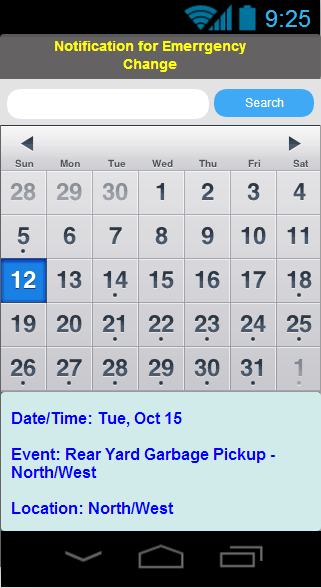 9:25
Notification for Emerrgency
Change
Search
Sun Mon Tue Wed Thu Fri Sat
28 29 30 1 2 3 4
5 6 7 8 9 10 11
12 13 14 15 16 17 18
19 20 21 22 23 24 25
26 27 28 29 30 31 1
Date/Time: Tue, Oct 15
Event: Rear Yard Garbage Pickup -
North/West
Location: North/West